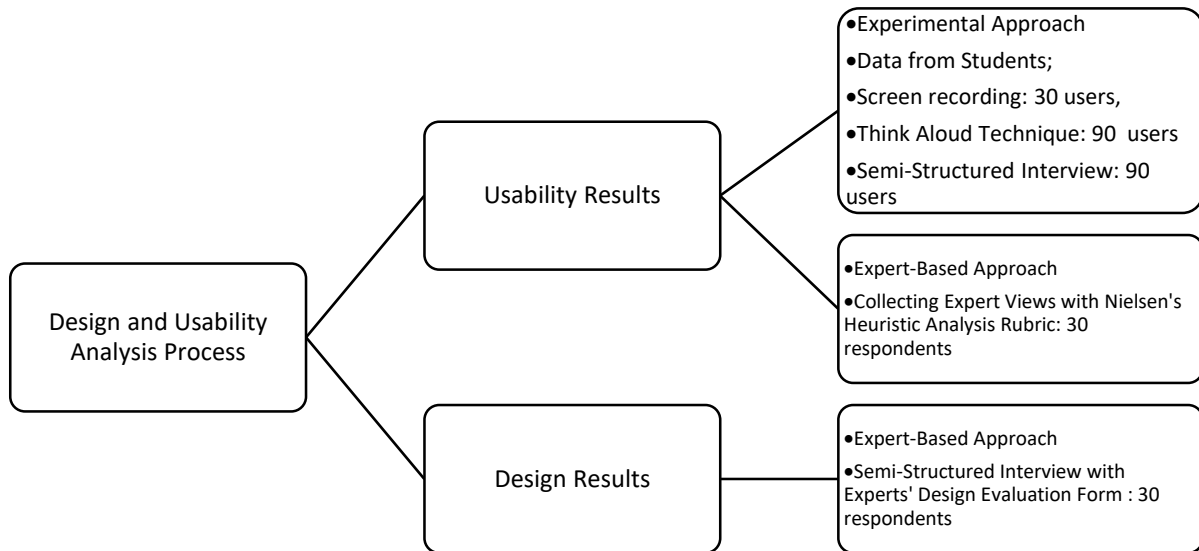 Design and Usability
Analysis Process
Usability Results
•Experimental Approach
•Data from Students;
•Screen recording: 30 users,
•Think Aloud Technique: 90  users
•Semi-Structured Interview: 90
users
•Expert-Based Approach
•Collecting Expert Views with Nielsen's
Heuristic Analysis Rubric: 30
respondents
Design Results
•Expert-Based Approach
•Semi-Structured Interview with
Experts' Design Evaluation Form : 30
respondents